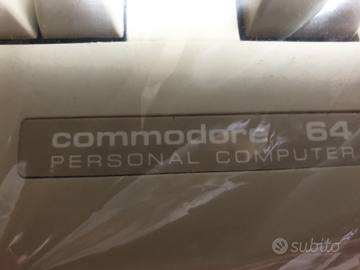 commodore 64
PERSONAL COMPUTER
subito